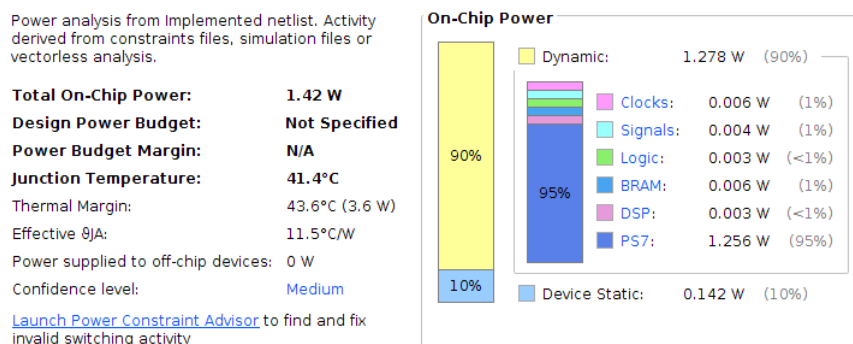 Power analysis from Implemented netlist. Activity
derived from constraints files, simulation files or
vectorless analysis.
Total On-Chip Power: 1.42 W
Design Power Budget: Not Specified
Power Budget Margin: N/A
Junction Temperature: 41.4°C
Thermal Margin: 43.6°C (3.6 W)
Effective ϑJA: 11.5°C/W
Power supplied to off-chip devices: 0 W
Confidence level: Medium
Launch Power Constraint Advisor to find and fix
invalid switching activity
On-Chip Power
Dynamic: 1.278 W (90%)
Clocks: 0.006 W (1%)
Signals: 0.004 W (1%)
Logic: 0.003 W (<1%)
BRAM: 0.006 W (1%)
DSP: 0.003 W (<1%)
PS7: 1.256 W (95%)
Device Static: 0.142 W (10%)
90%
95%
10%